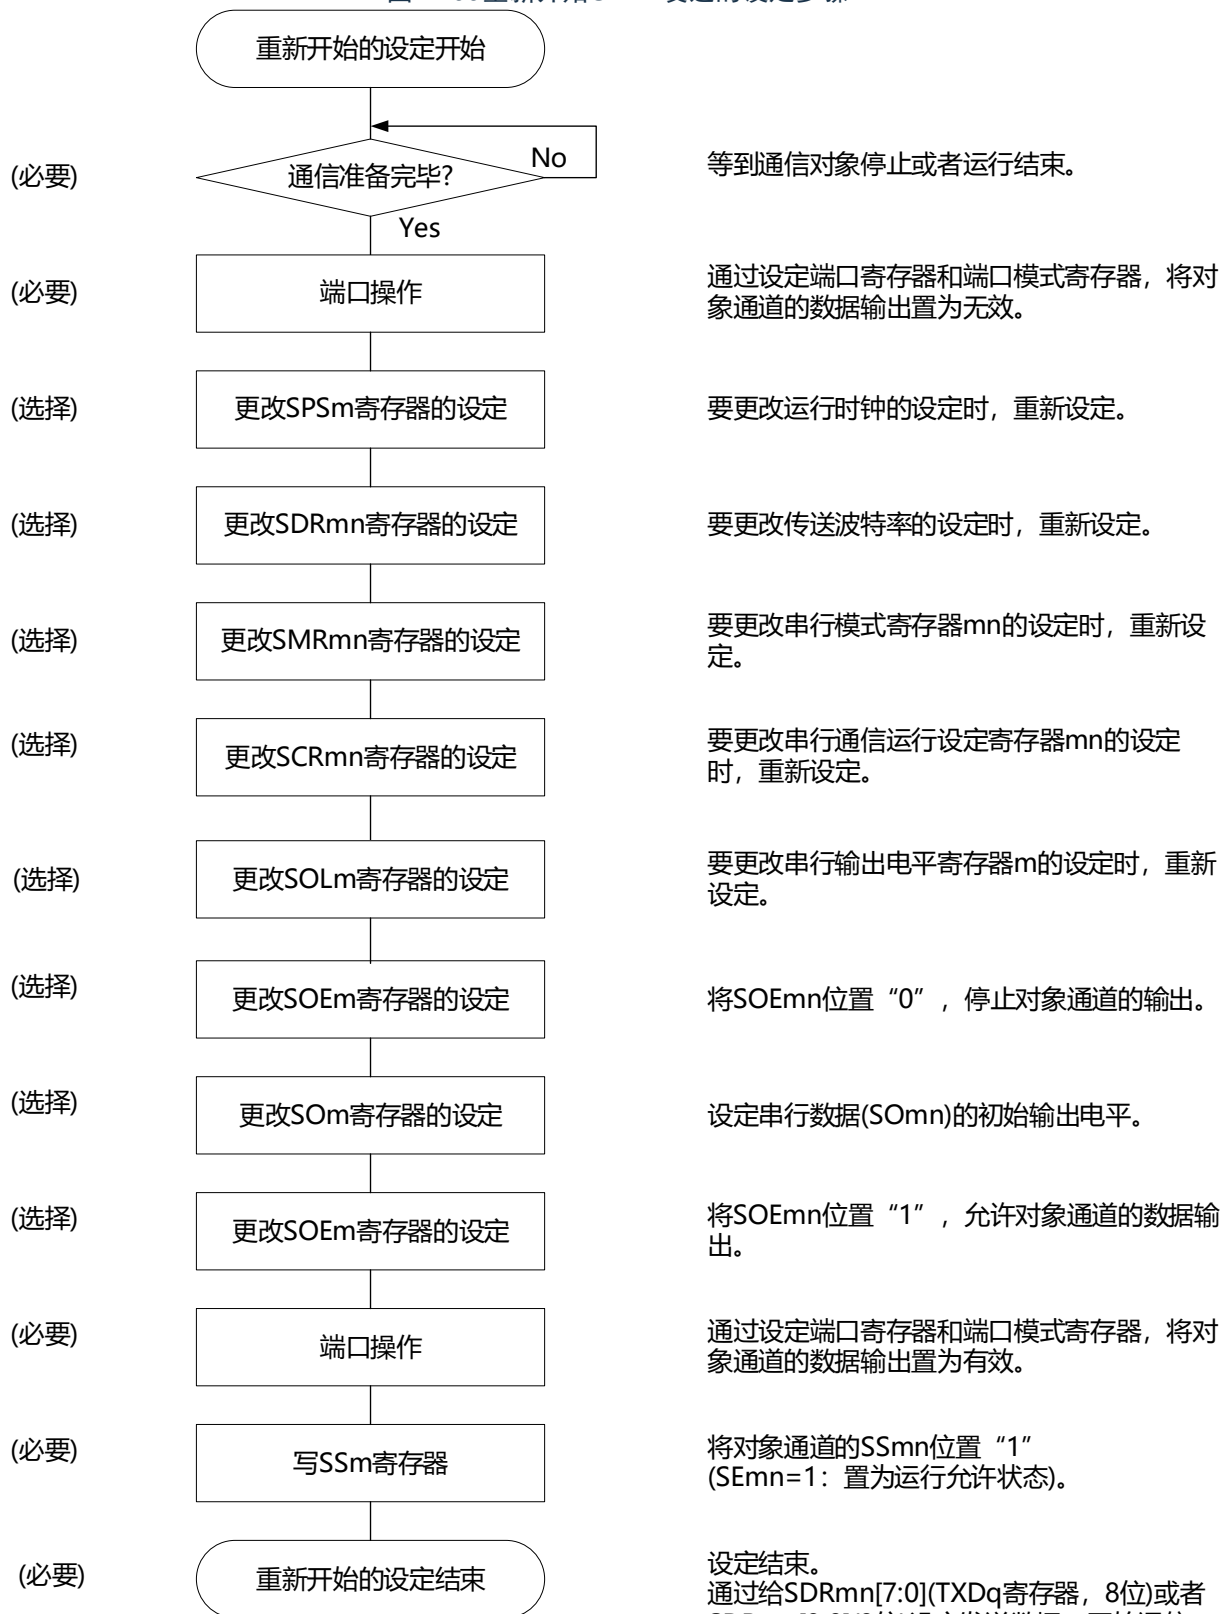 重新开始的设定开始
(必要)
通信准备完毕?
No
等到通信对象停止或者运行结束。
Yes
(必要)
端口操作
通过设定端口寄存器和端口模式寄存器，将对
象通道的数据输出置为无效。
(选择)
更改SPSm寄存器的设定
要更改运行时钟的设定时，重新设定。
(选择)
更改SDRmn寄存器的设定
要更改传送波特率的设定时，重新设定。
(选择)
更改SMRmn寄存器的设定
要更改串行模式寄存器mn的设定时，重新设
定。
(选择)
更改SCRmn寄存器的设定
要更改串行通信运行设定寄存器mn的设定
时，重新设定。
(选择)
更改SOLm寄存器的设定
要更改串行输出电平寄存器m的设定时，重新
设定。
(选择)
更改SOEm寄存器的设定
将SOEmn位置“0”，停止对象通道的输出。
(选择)
更改SOm寄存器的设定
设定串行数据(SOmn)的初始输出电平。
(选择)
更改SOEm寄存器的设定
将SOEmn位置“1”，允许对象通道的数据输
出。
(必要)
端口操作
通过设定端口寄存器和端口模式寄存器，将对
象通道的数据输出置为有效。
(必要)
写SSm寄存器
将对象通道的SSmn位置“1”
(SEmn=1：置为运行允许状态)。
(必要)
重新开始的设定结束
设定结束。
通过给SDRmn[7:0](TXDq寄存器，8位)或者